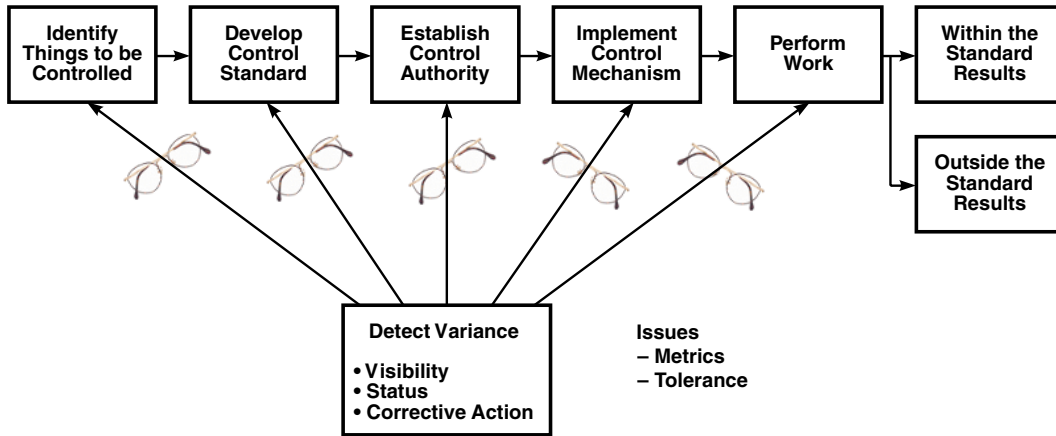 Identify
Things to be
Controlled
Develop
Control
Standard
Establish
Control
Authority
Implement
Control
Mechanism
Perform
Work
Within the
Standard
Results
Outside the
Standard
Results
Detect Variance
• Visibility
• Status
• Corrective Action
Issues
– Metrics
– Tolerance